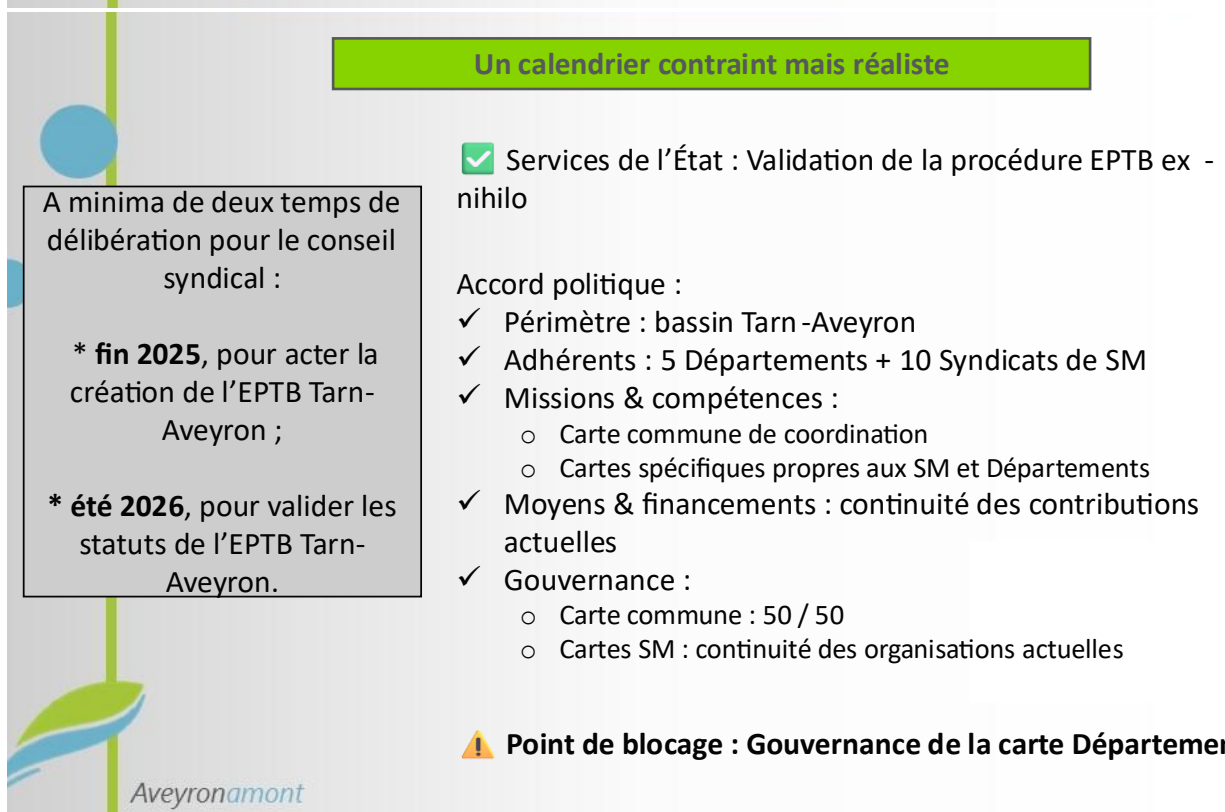 Un calendrier contraint mais réaliste
A minima de deux temps de
délibération pour le conseil
syndical :
* fin 2025, pour acter la
création de l'EPTB Tarn-
Aveyron ;
* été 2026, pour valider les
statuts de l'EPTB Tarn-
Aveyron.
✅ Services de l'État : Validation de la procédure EPTB ex -
nihilo
Accord politique :
✓ Périmètre : bassin Tarn -Aveyron
✓ Adhérents : 5 Départements + 10 Syndicats de SM
✓ Missions & compétences :
o Carte commune de coordination
o Cartes spécifiques propres aux SM et Départements
✓ Moyens & financements : continuité des contributions
actuelles
✓ Gouvernance :
o Carte commune : 50 / 50
o Cartes SM : continuité des organisations actuelles
⚠ Point de blocage : Gouvernance de la carte
Aveyronamont